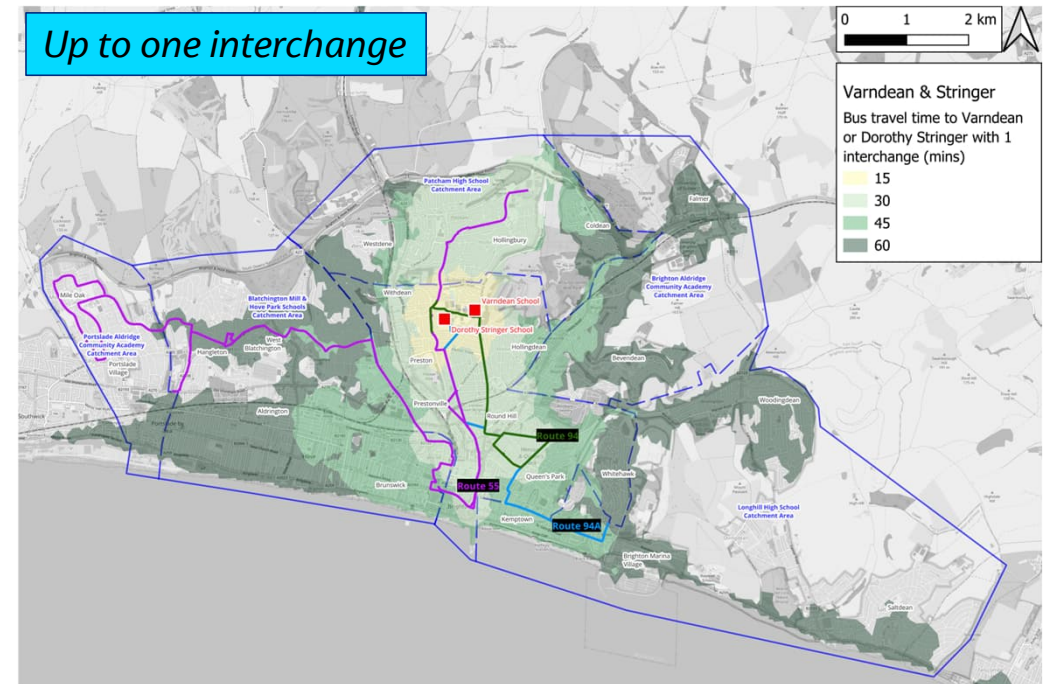 Up to one interchange
0 1 2 km
Varndean & Stringer
Bus travel time to Varndean
or Dorothy Stringer with 1
interchange (mins)
15
30
45
60
Patcham High School
Catchment Area
Hollingbury
Westdene
Coldean
Falmer
Withdean
Brighton Aldridge
Community Academy
Catchment Area
Mile Oak
Blatchington Mill &
Hove Park Schools
Catchment Area
Varndean School
Dorothy Stringer School
Portslade Aldridge
Community Academy
Catchment Area
Portslade
Village
West
Blatchington
Hangleton
Preston
Hollingdean
Bevendean
Prestonville
Round Hill
Woodingdean
Aldrington
Southwick
Route 94
Queen's Park
Whitehawk
Brunswick
Route 55
Kemptown
Route 94A
Longhill High School
Catchment Area
Brighton Marina
Village
Saltdean